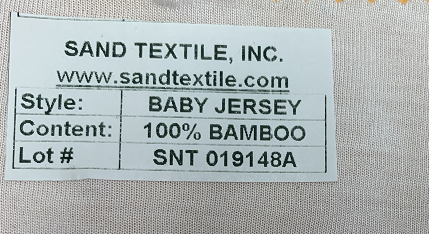 SAND TEXTILE, INC.
www.sandtextile.com
Style: BABY JERSEY
Content: 100% BAMBOO
Lot # SNT 019148A